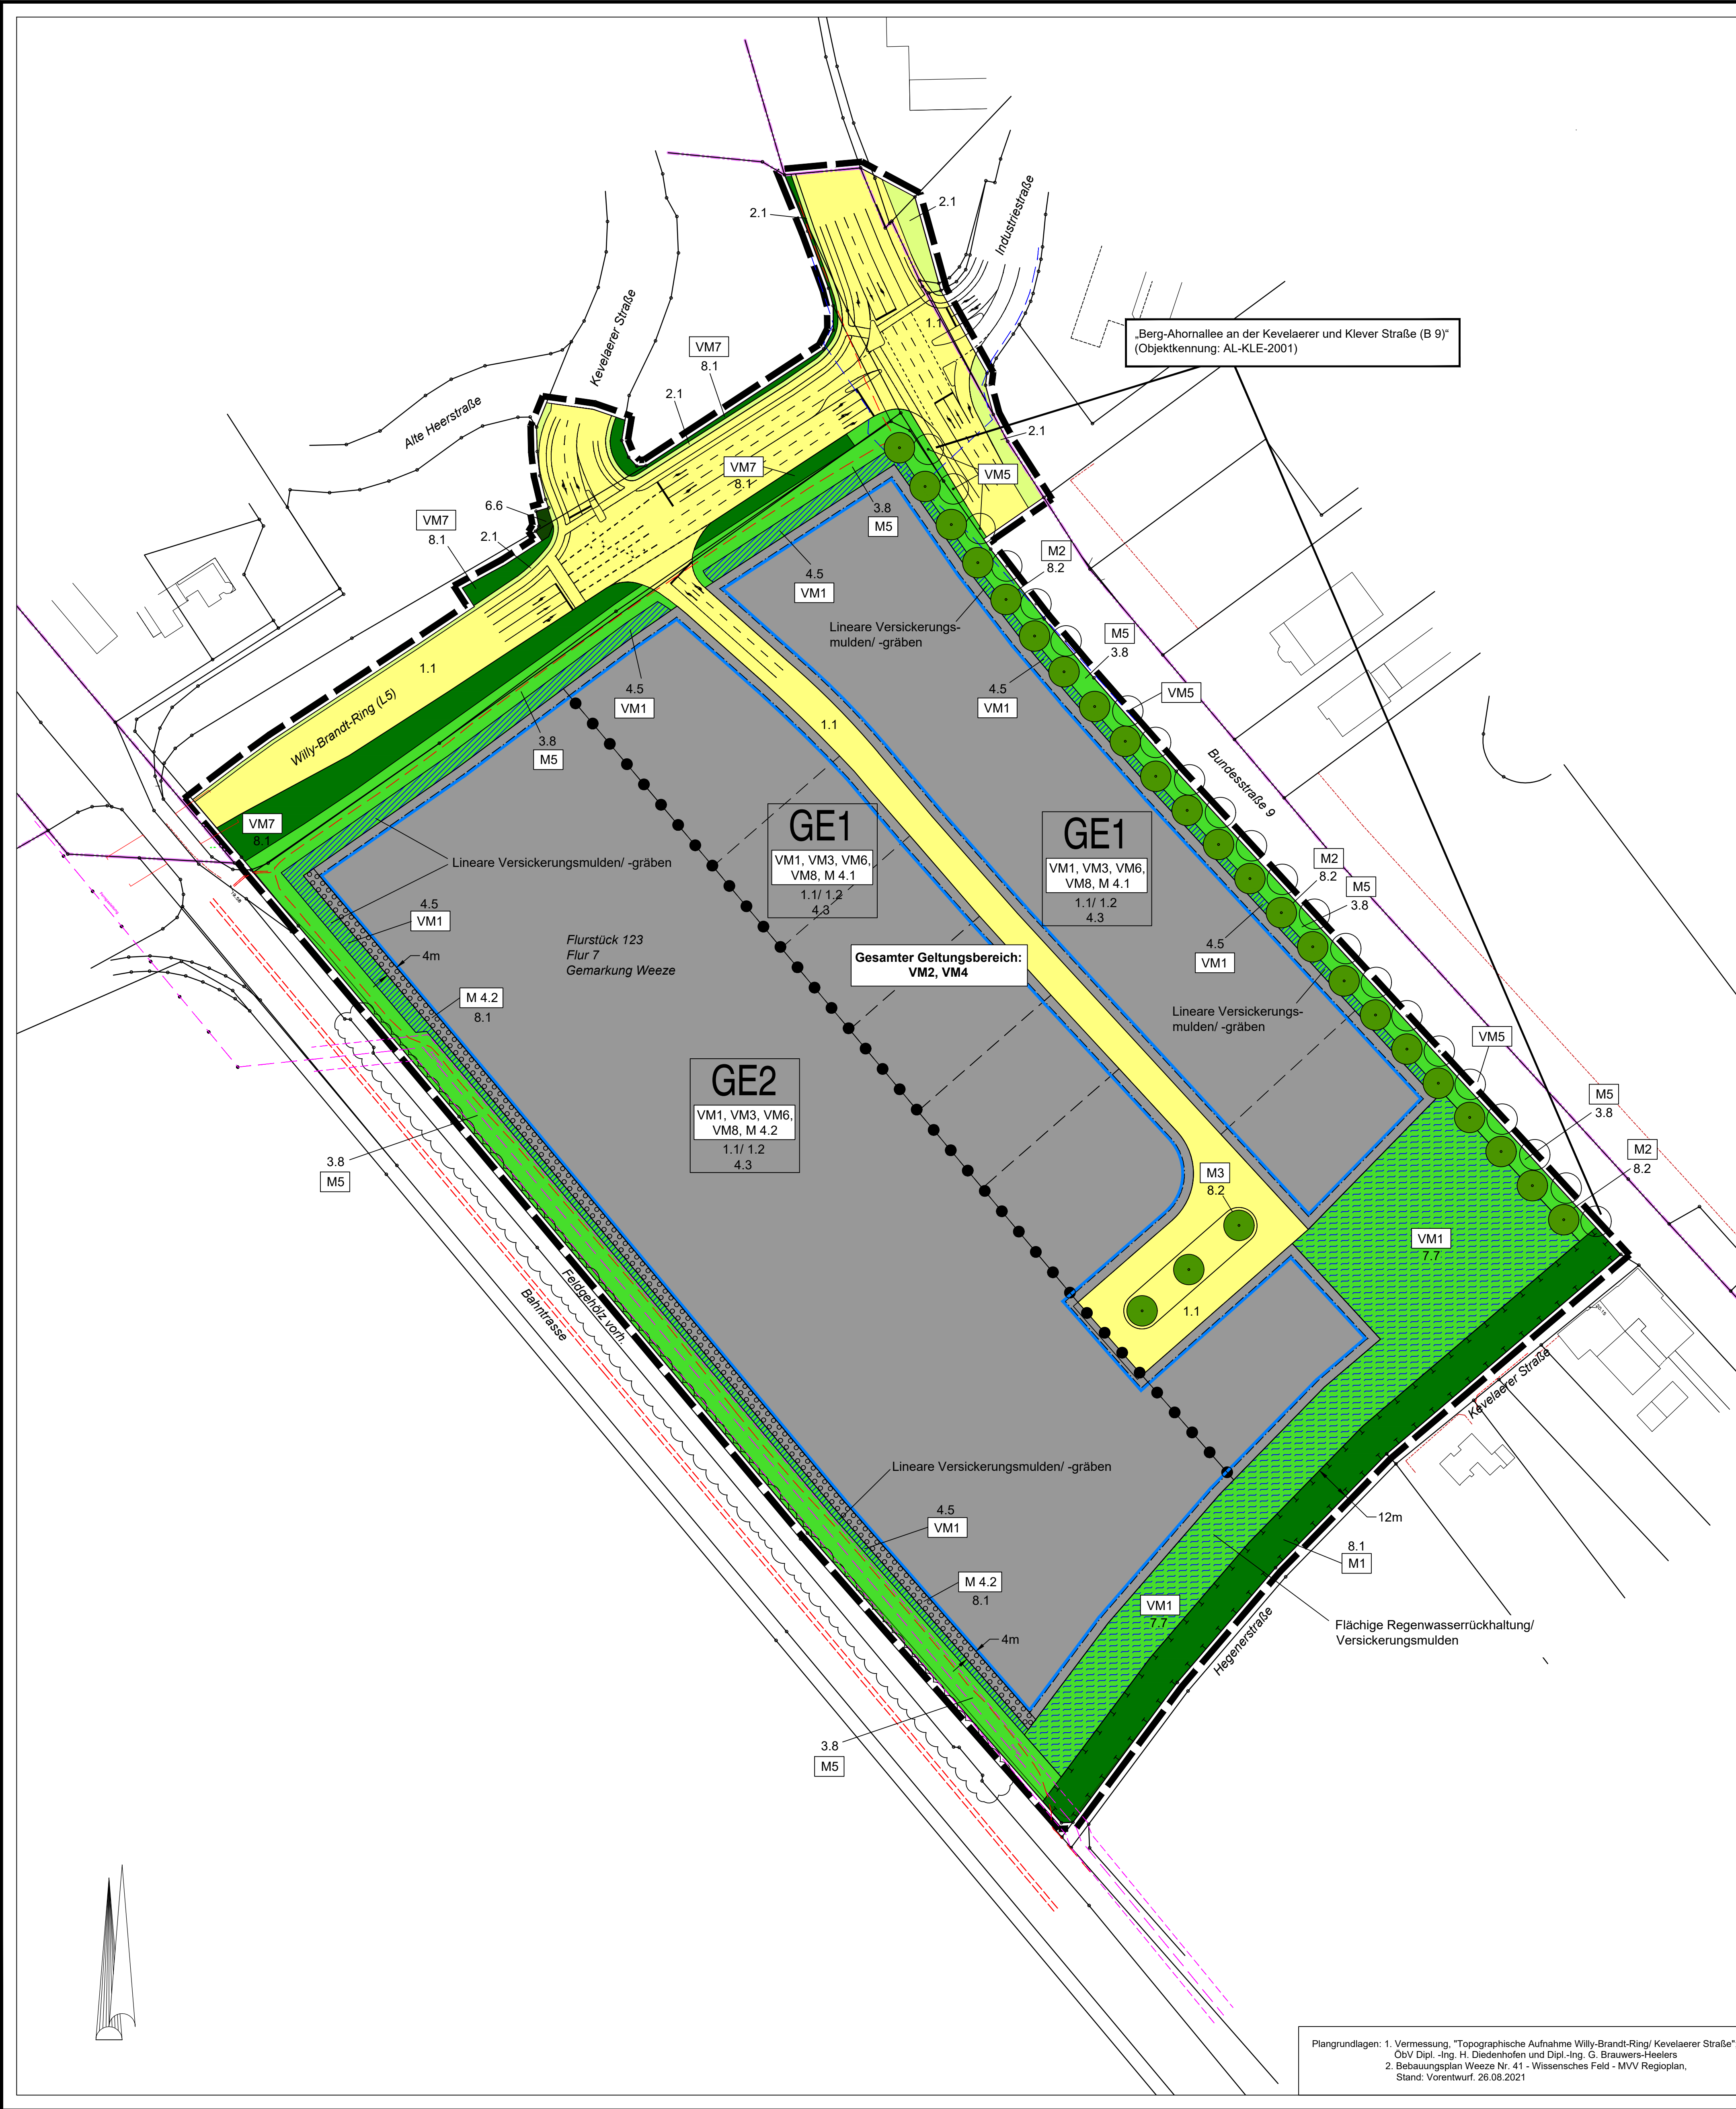 2.1
2.1
Industriestraße
Kevelaerer Straße
Alte Heerstraße
VM7
8.1
2.1
1.1
„Berg-Ahornallee an der Kevelaerer und Klever Straße (B 9)“
(Objektkennung: AL-KLE-2001)
2.1
VM7
8.1
VM5
6.6
VM7
8.1
2.1
3.8
M5
M2
8.2
4.5
VM1
Lineare Versickerungs-
mulden/ -gräben
M5
3.8
1.1
Willy-Brandt-Ring (L5)
4.5
VM1
4.5
VM1
VM5
1.1
3.8
M5
Bundesstraße 9
VM7
8.1
Lineare Versickerungsmulden/ -gräben
GE1
VM1, VM3, VM6,
VM8, M 4.1
1.1/ 1.2
4.3
GE1
VM1, VM3, VM6,
VM8, M 4.1
1.1/ 1.2
4.3
M2
8.2
M5
3.8
4.5
VM1
4m
Flurstück 123
Flur 7
Gemarkung Weeze
Gesamter Geltungsbereich:
VM2, VM4
4.5
VM1
M 4.2
8.1
Lineare Versickerungs-
mulden/ -gräben
VM5
GE2
VM1, VM3, VM6,
VM8, M 4.2
1.1/ 1.2
4.3
M5
3.8
3.8
M5
M2
8.2
M3
8.2
VM1
7.7
1.1
Feldgehölz vorh.
Bahntrasse
Kevelaerer Straße
Lineare Versickerungsmulden/ -gräben
4.5
VM1
12m
8.1
M1
M 4.2
8.1
VM1
7.7
4m
Flächige Regenwasserrückhaltung/
Versickerungsmulden
Hegenerstraße
3.8
M5
Plangrundlagen: 1. Vermessung, "Topographische Aufnahme Willy-Brandt-Ring/ Kevelaerer Straße"
ÖbV Dipl. -Ing. H. Diedenhofen und Dipl.-Ing. G. Brauwers-Heelers
2. Bebauungsplan Weeze Nr. 41 - Wissensches Feld - MVV Regioplan,
Stand: Vorentwurf. 26.08.2021